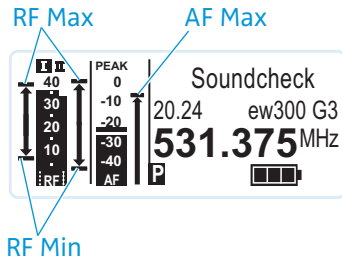 RF Max
AF Max
I II
PEAK
40
30
20
10
RF
0
-10
-20
-30
-40
AF
Soundcheck
20.24 ew300 G3
531.375MHz
P
RF Min